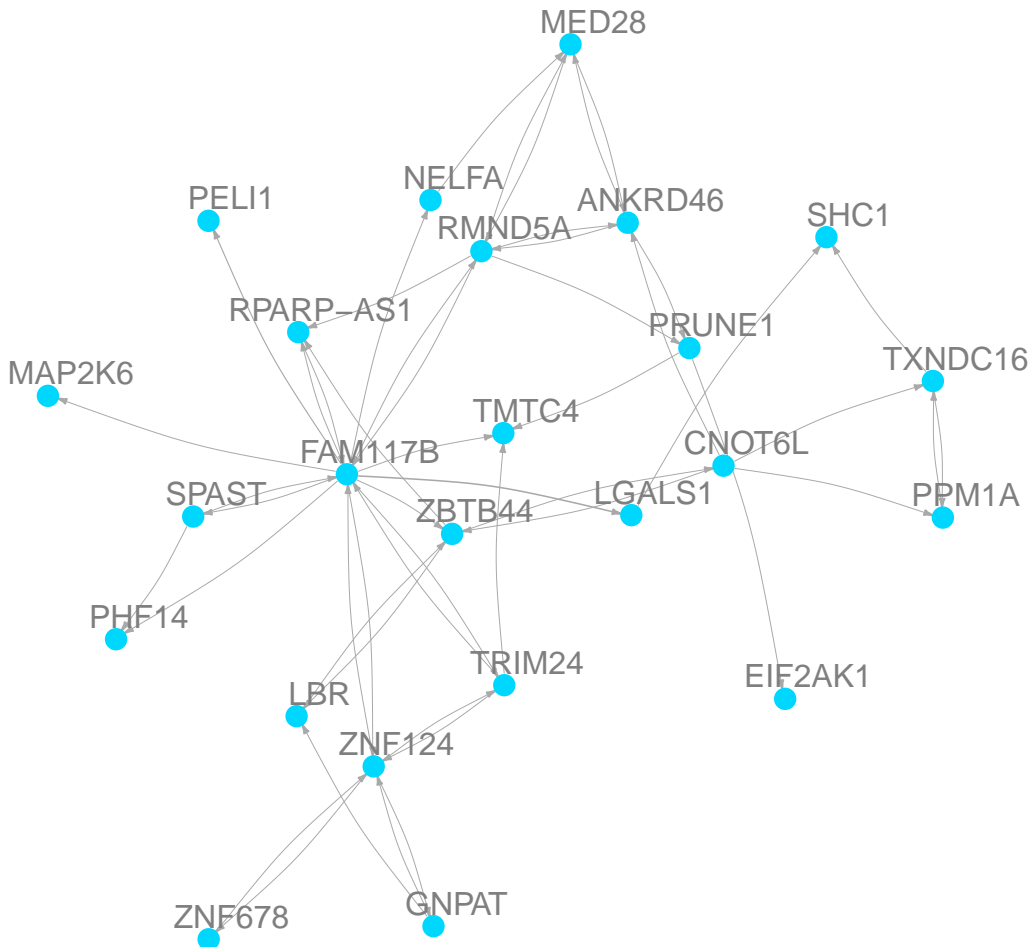 MED28
NELFA
PELI1
ANKRD46
SHC1
RMND5A
RPARP−AS1
PRUNE1
TXNDC16
MAP2K6
TMTC4
CNOT6L
FAM117B
SPAST
LGALS1
PPM1A
ZBTB44
PHF14
TRIM24
EIF2AK1
LBR
ZNF124
GNPAT
ZNF678